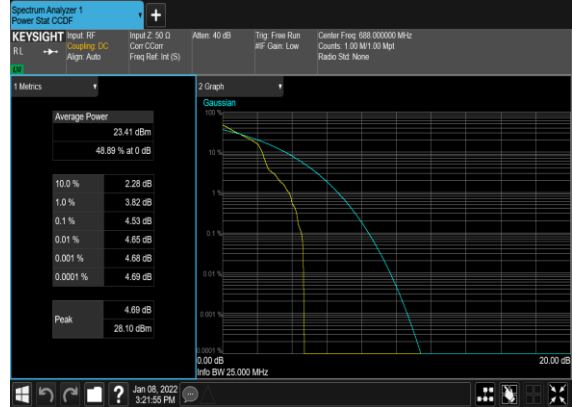 Spectrum Analyzer 1
Power Stat CCDF
+
KEYSIGHT
RL
Input: RF
Coupling: DC
Align: Auto
Input Z: 50 Ω
Corr CCorr
Freq Ref: Int (S)
Atten: 40 dB
Trig: Free Run
#IF Gain: Low
Center Freq: 688.000000 MHz
Counts: 1.00 M/1.00 Mpt
Radio Std: None
1 Metrics
Average Power
23.41 dBm
48.89 % at 0 dB
10.0 % 2.28 dB
1.0 % 3.82 dB
0.1 % 4.53 dB
0.01 % 4.65 dB
0.001 % 4.68 dB
0.0001 % 4.69 dB
Peak
4.69 dB
28.10 dBm
2 Graph
Gaussian
100 %
10 %
1 %
0.1 %
0.01 %
0.001 %
0.0001 %
0.00 dB
20.00 dB
Info BW 25.000 MHz
?
Jan 08, 2022
3:21:55 PM